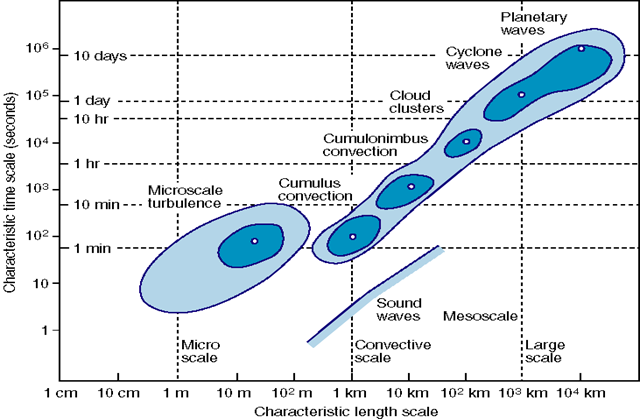 Planetary
waves
Cyclone
waves
Cloud
clusters
Cumulonimbus
convection
Cumulus
convection
Microscale
turbulence
Sound
waves
Mesoscale
Micro
scale
Convective
scale
Large
scale
10 days
1 day
10 hr
1 hr
10 min
1 min
Characteristic time scale (seconds)
10⁶
10⁵
10⁴
10³
10²
10
1
1 cm 10 cm 1 m 10 m 10² m 1 km 10 km 10² km 10³ km 10⁴ km
Characteristic length scale